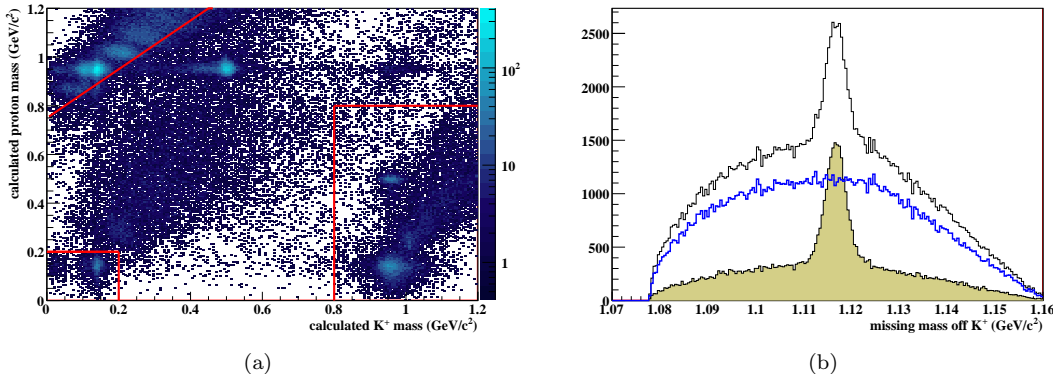 calculated proton mass (GeV/c²)
1.2
1
0.8
0.6
0.4
0.2
0
0 0.2 0.4 0.6 0.8 1 1.2
calculated K⁺ mass (GeV/c²)
10²
10
1
(a)
2500
2000
1500
1000
500
0
1.07 1.08 1.09 1.1 1.11 1.12 1.13 1.14 1.15 1.16
missing mass off K⁺ (GeV/c²)
(b)